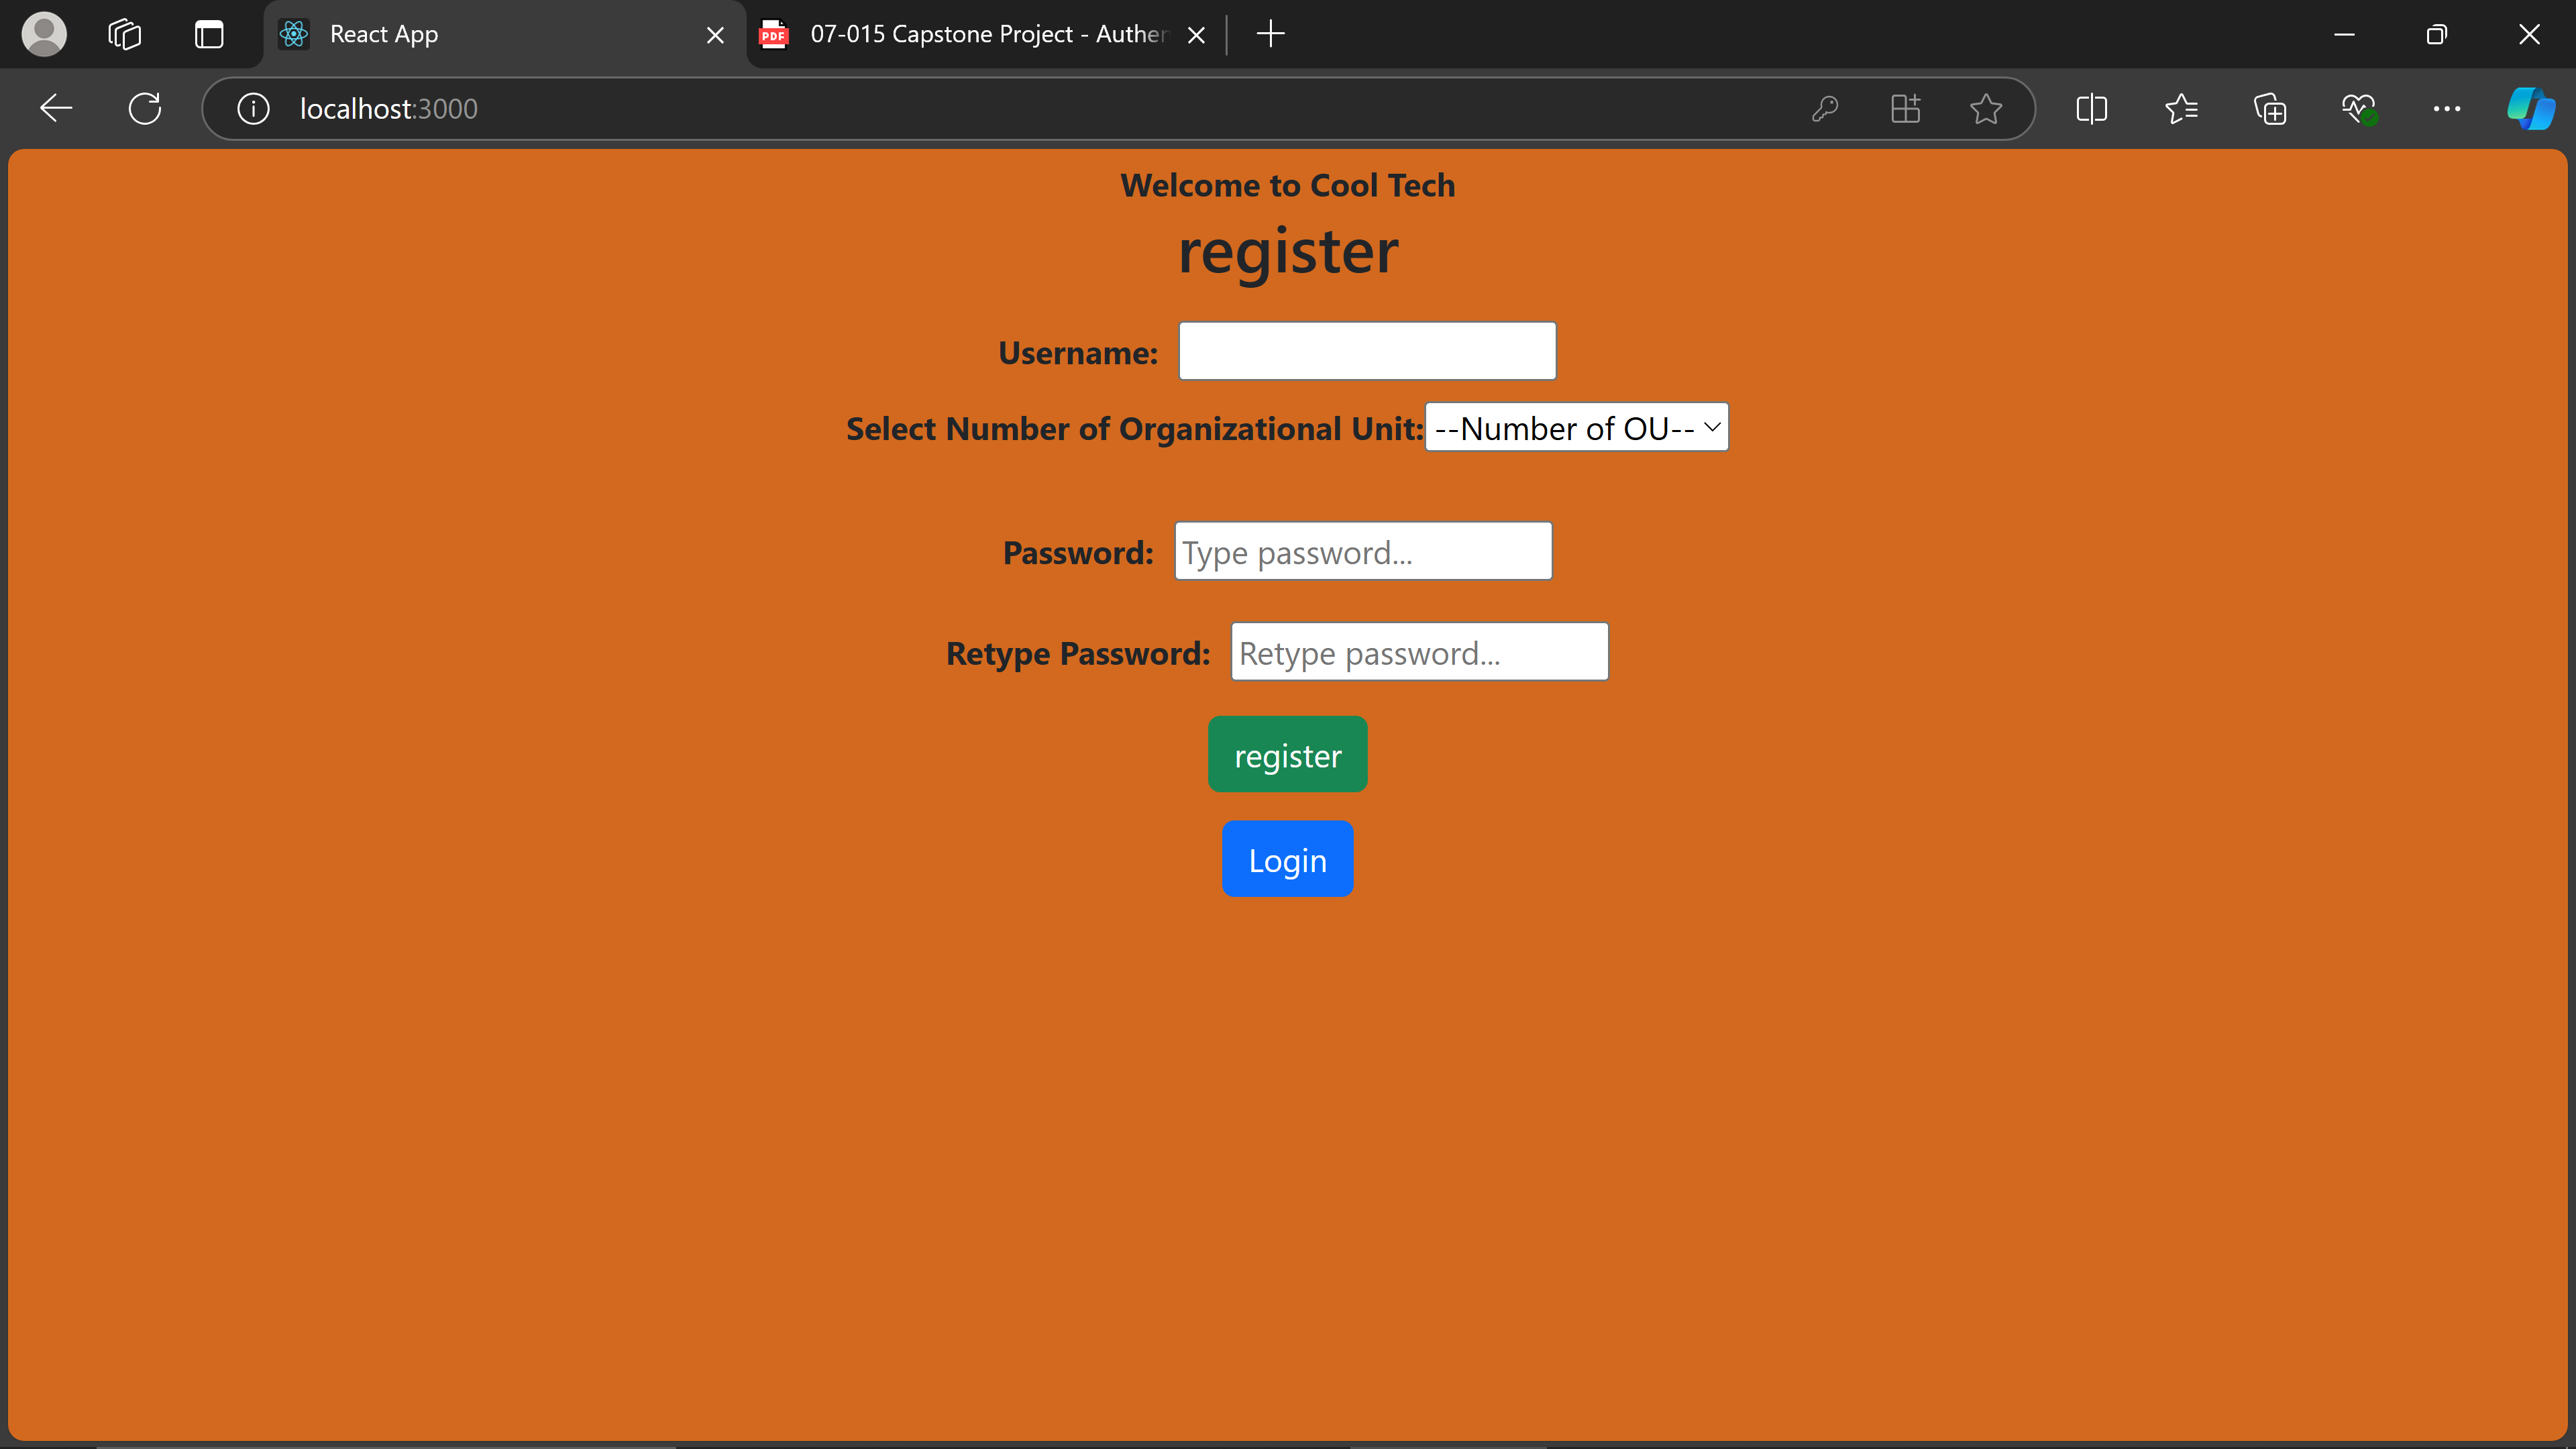 React App
07-015 Capstone Project - Authen
localhost:3000
Welcome to Cool Tech
register
Username:
Select Number of Organizational Unit: --Number of OU--
Password: Type password...
Retype Password: Retype password...
register
Login